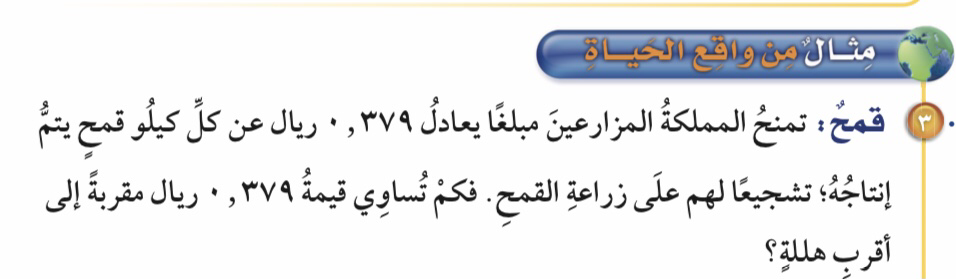 مِثـالٌ مِن واقِعِ الحَيـاةِ
٣ قمحٌ: تمنحُ المملكةُ المزارعينَ مبلغًا يعادلُ ٠,٣٧٩ ريال عن كلِّ كيلُو قمحٍ يتمُّ
إنتاجُهُ؛ تشجيعًا لهم علَى زراعةِ القمحِ. فكمْ تُساوِي قيمةُ ٠,٣٧٩ ريال مقربةً إلى
أقربِ هللةٍ؟